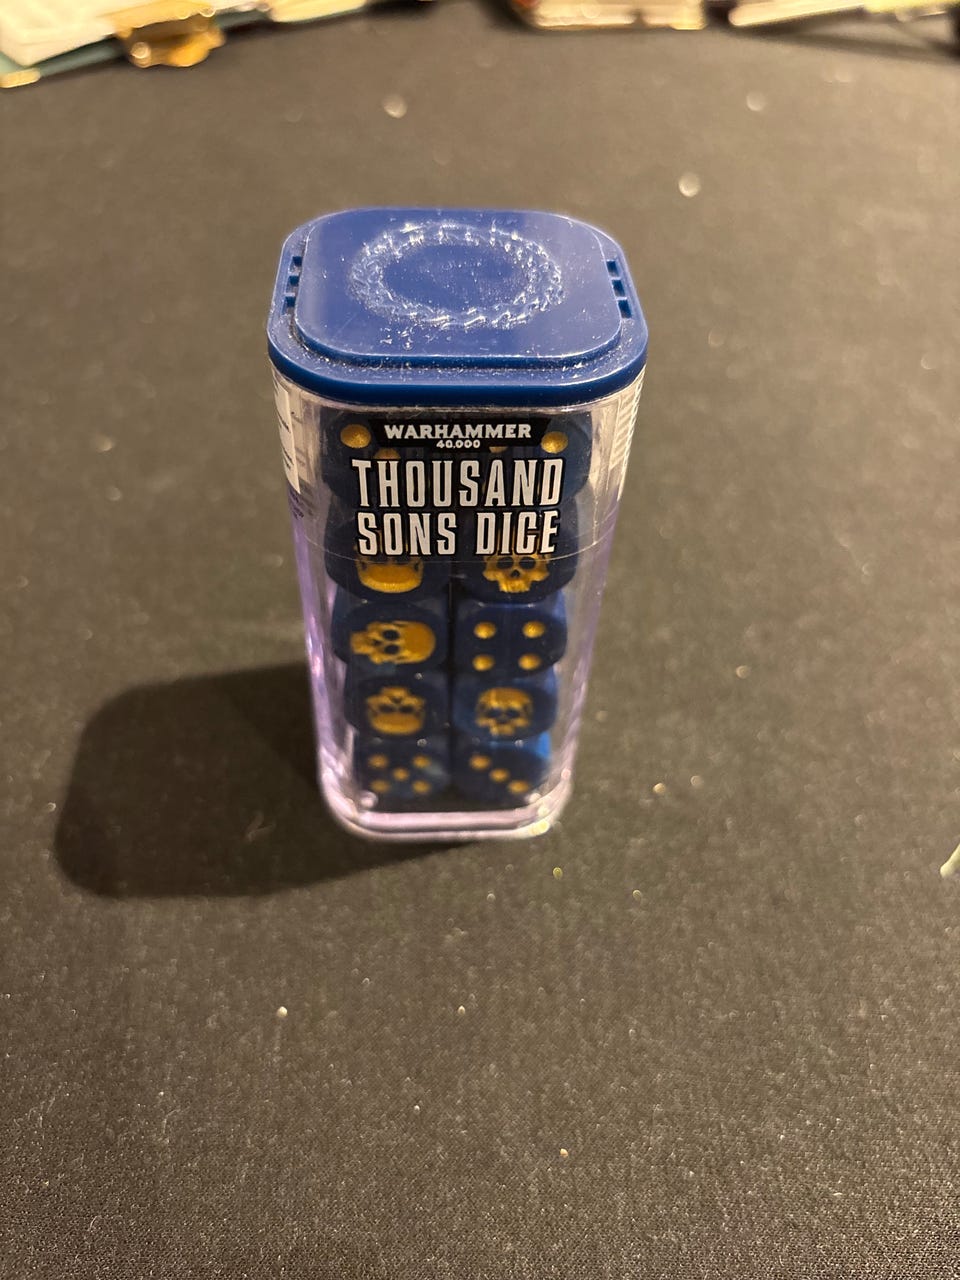 WARHAMMER
40,000
THOUSAND
SONS DICE